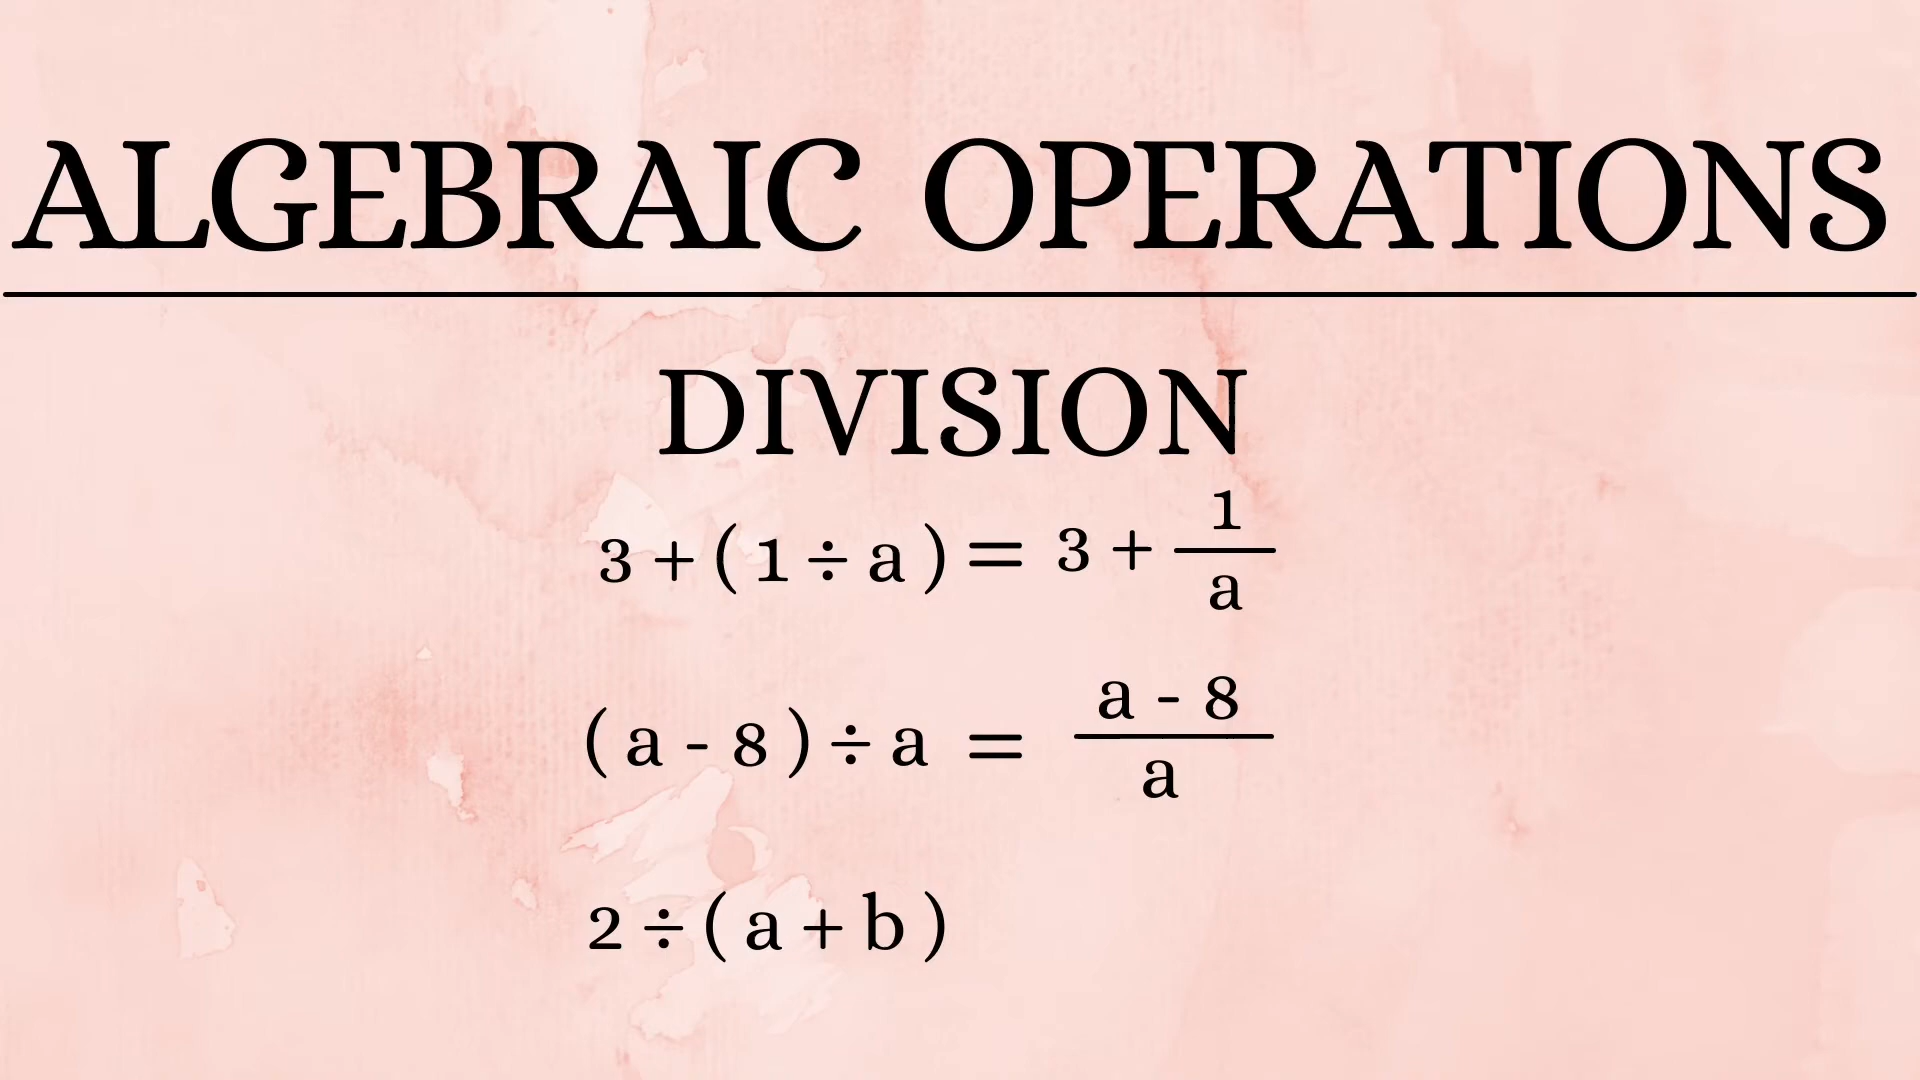 ALGEBRAIC OPERATIONS
DIVISION
3 + ( 1 ÷ a ) = 3 + 1/a
( a - 8 ) ÷ a = (a - 8)/a
2 ÷ ( a + b )